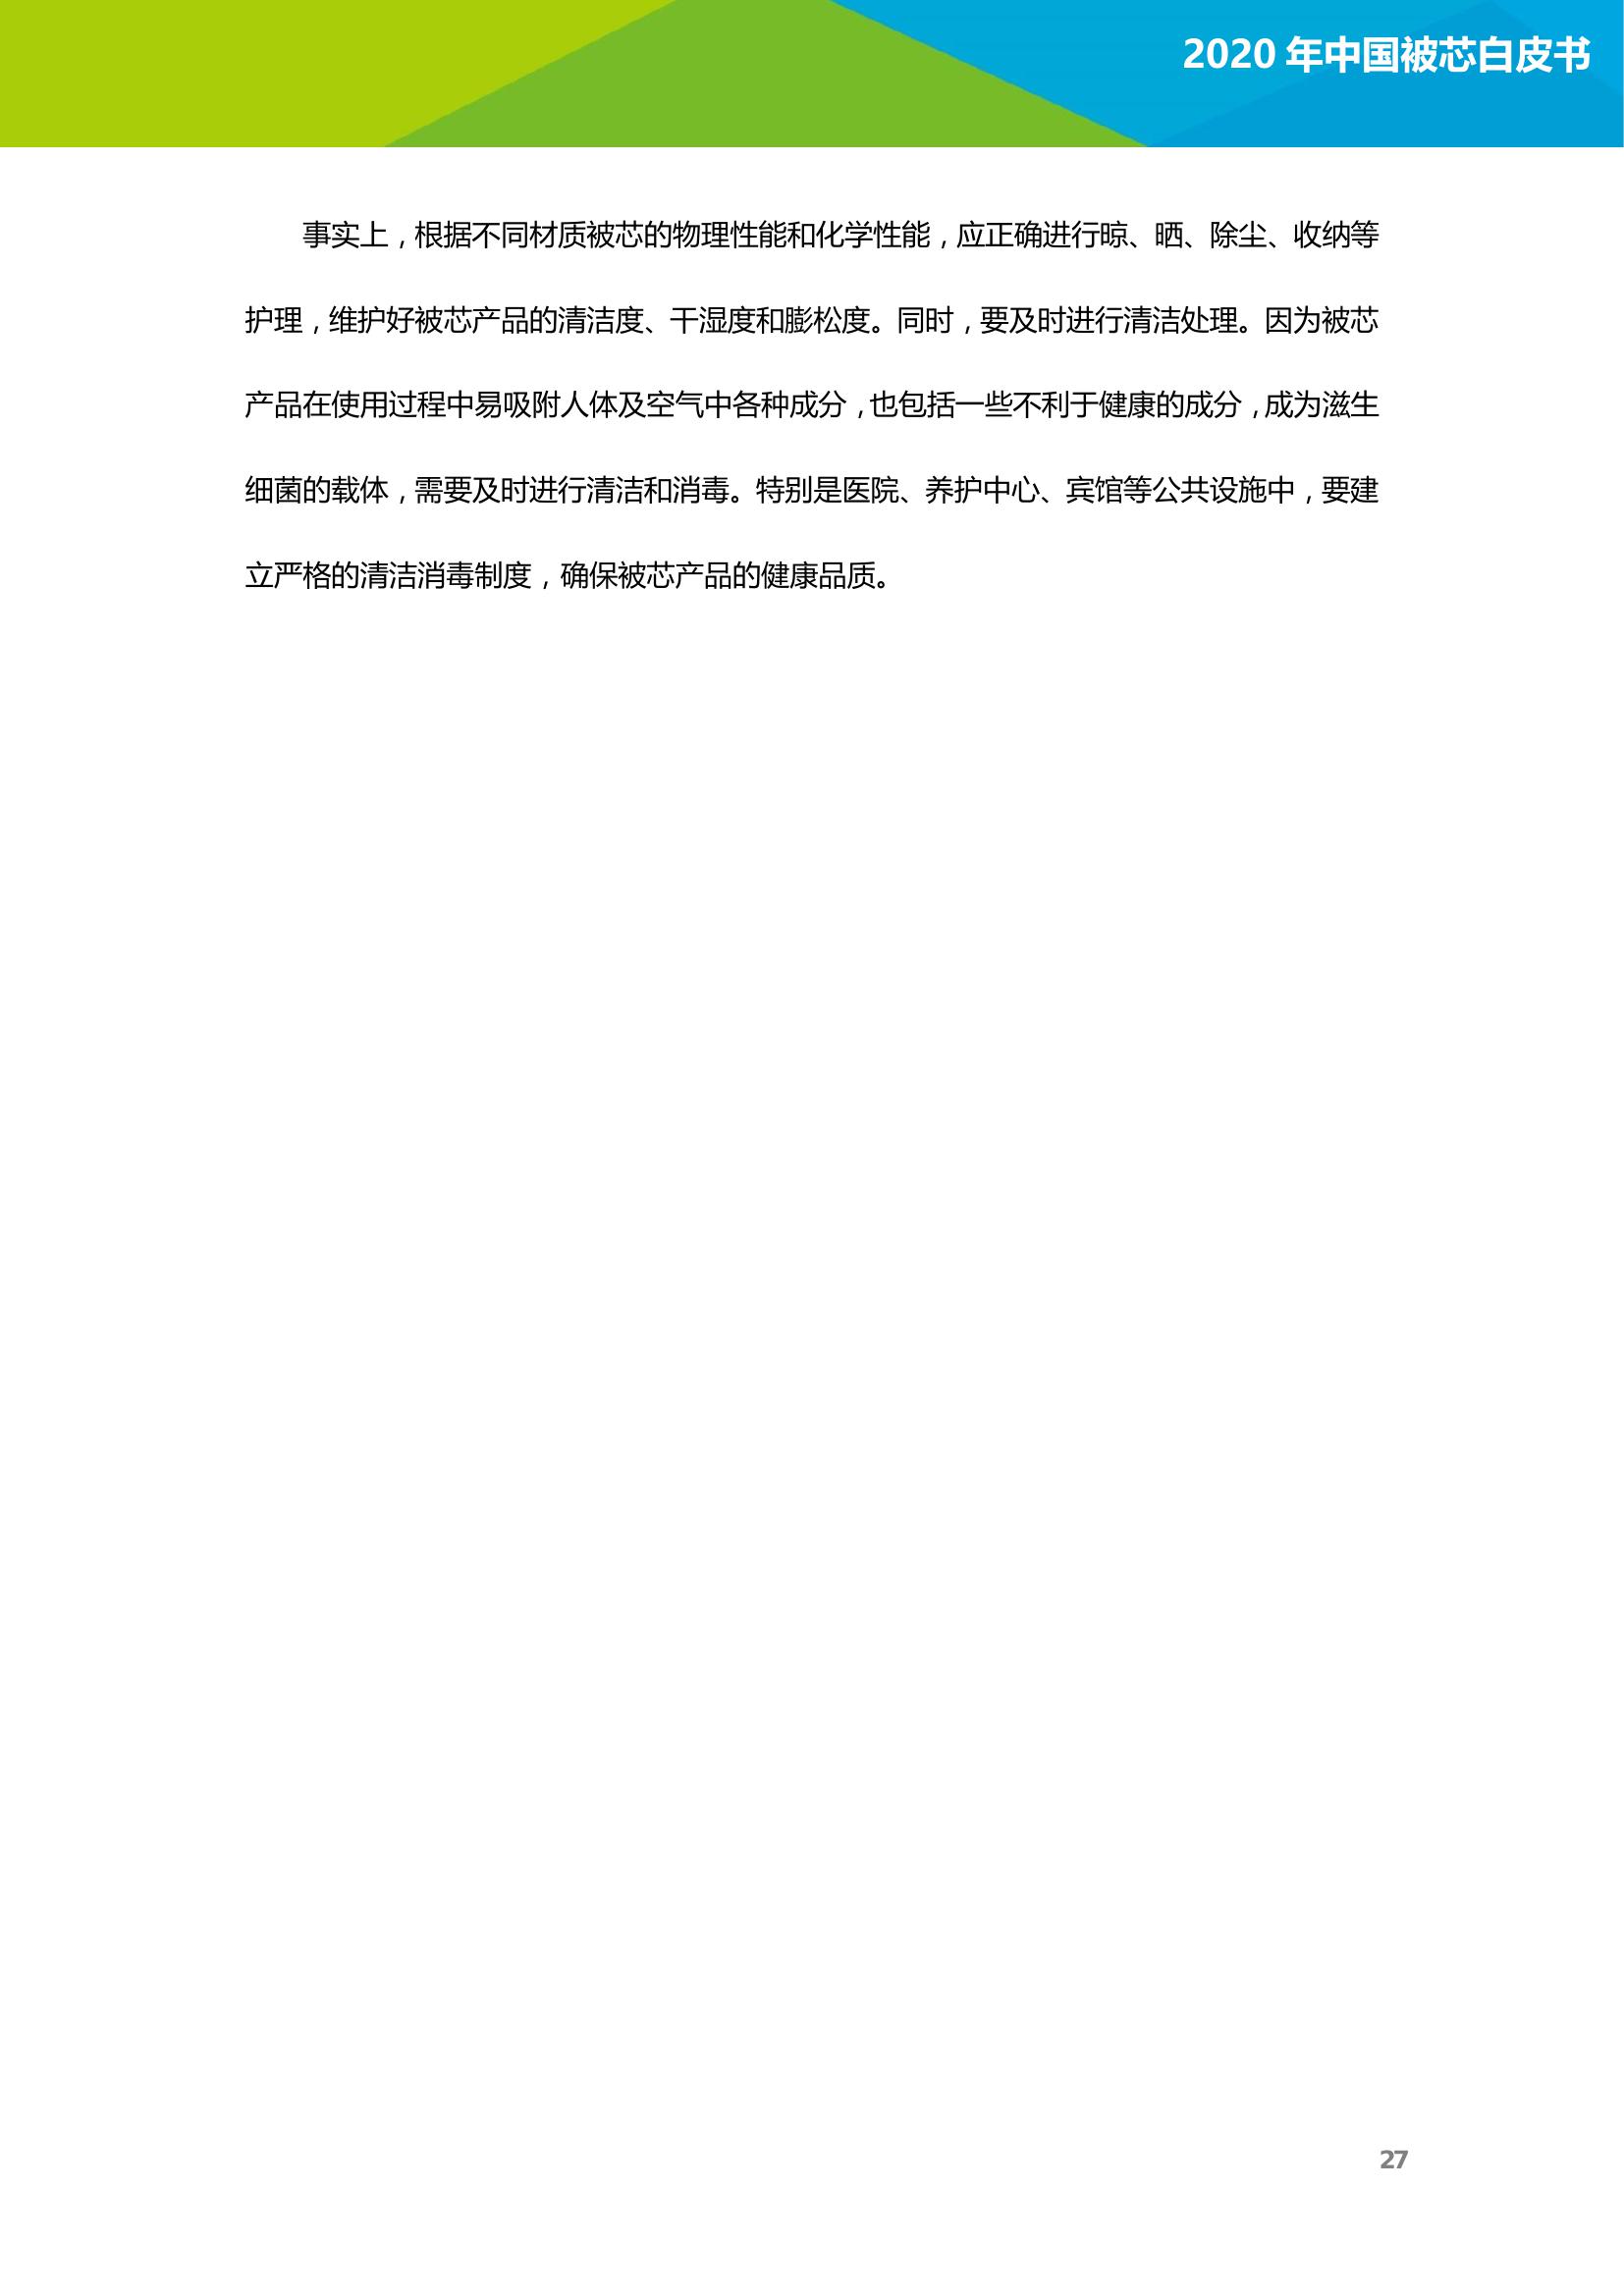 2020 年中国被芯白皮书
事实上，根据不同材质被芯的物理性能和化学性能，应正确进行晾、晒、除尘、收纳等
护理，维护好被芯产品的清洁度、干湿度和膨松度。同时，要及时进行清洁处理。因为被芯
产品在使用过程中易吸附人体及空气中各种成分，也包括一些不利于健康的成分，成为滋生
细菌的载体，需要及时进行清洁和消毒。特别是医院、养护中心、宾馆等公共设施中，要建
立严格的清洁消毒制度，确保被芯产品的健康品质。
27